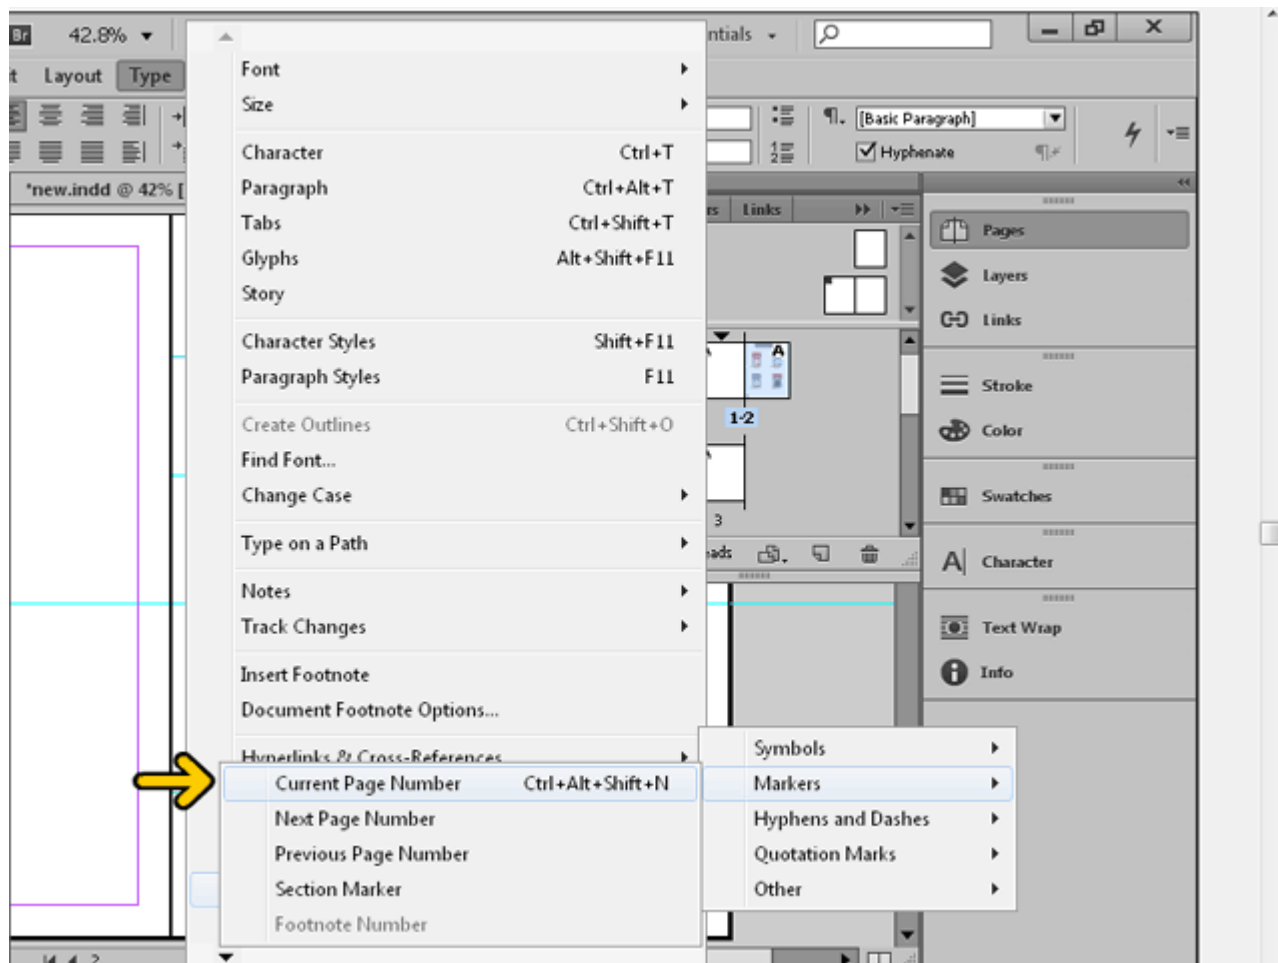 Br 42.8% ntials
t Layout Type
Font
Size
Character Ctrl+T
Paragraph Ctrl+Alt+T
Tabs Ctrl+Shift+T
Glyphs Alt+Shift+F11
Story
Character Styles Shift+F11
Paragraph Styles F11
Create Outlines Ctrl+Shift+O
Find Font...
Change Case
Type on a Path
Notes
Track Changes
Insert Footnote
Document Footnote Options...
Hyperlinks & Cross-References
Current Page Number Ctrl+Alt+Shift+N
Next Page Number
Previous Page Number
Section Marker
Footnote Number
Symbols
Markers
Hyphens and Dashes
Quotation Marks
Other
[Basic Paragraph]
Hyphenate
*new.indd @ 42% [
rs Links
A
1-2
3
eads
Pages
Layers
Links
Stroke
Color
Swatches
Character
Text Wrap
Info
2